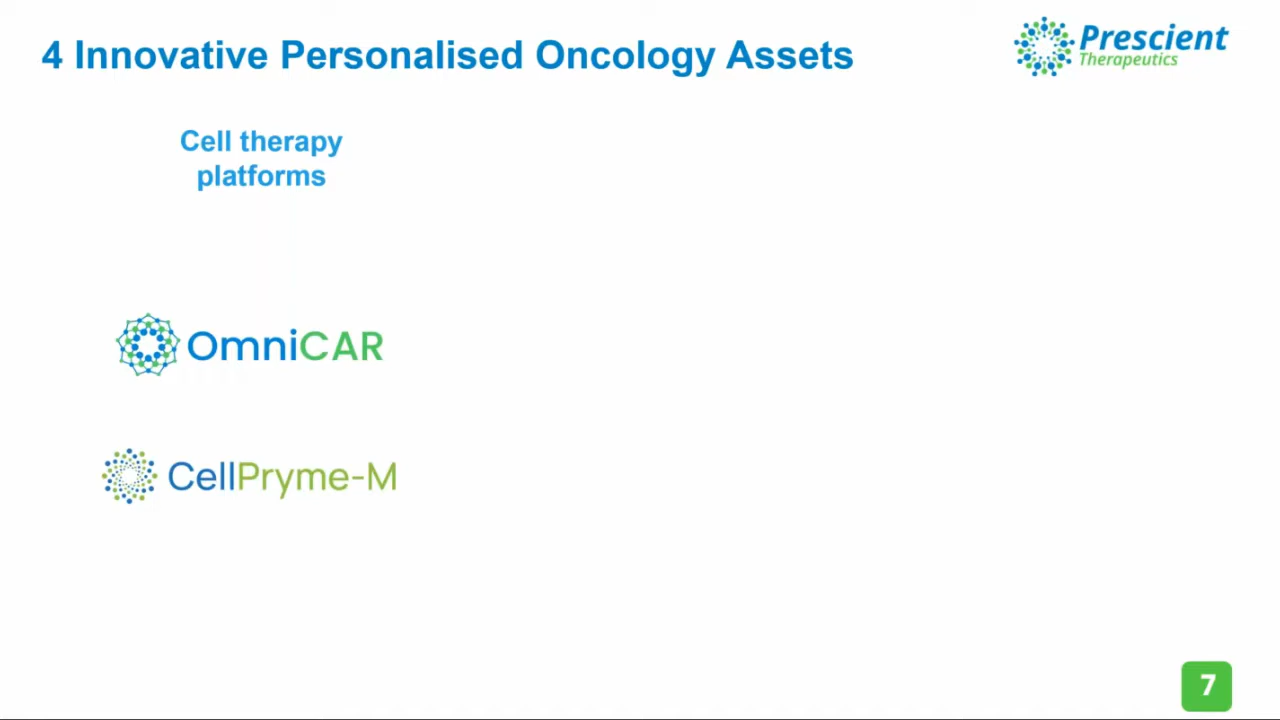 4 Innovative Personalised Oncology Assets
Prescient
Therapeutics
Cell therapy
platforms
OmniCAR
CellPryme-M
7